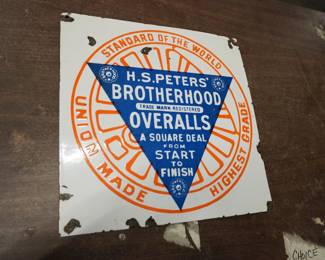 STANDARD OF THE WORLD
H.S. PETERS'
BROTHERHOOD
TRADE MARK REGISTERED
OVERALLS
A SQUARE DEAL
FROM
START
TO
FINISH
UNION MADE
HIGHEST GRADE
CHOICE